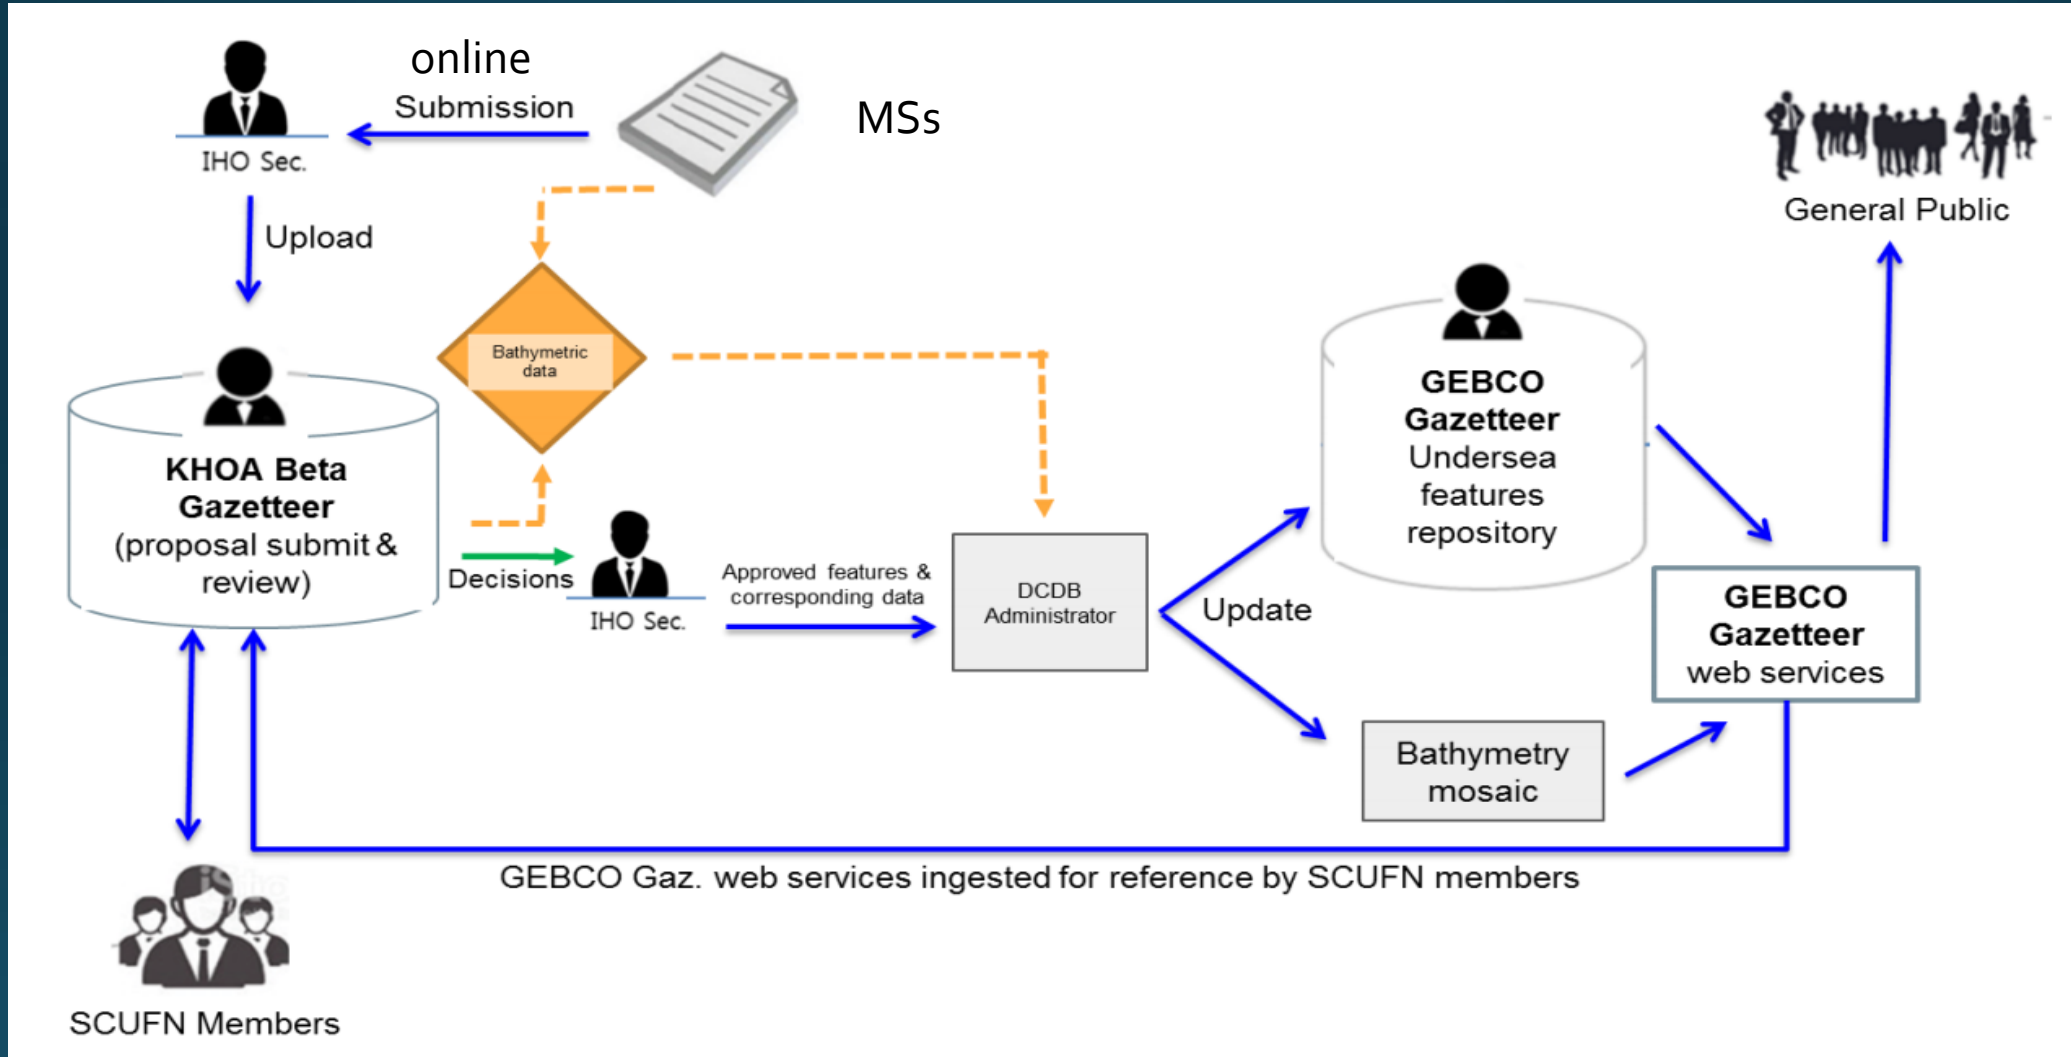 online
Submission
MSs
IHO Sec.
Upload
General Public
Bathymetric
data
KHOA Beta
Gazetteer
(proposal submit &
review)
Decisions
IHO Sec.
Approved features &
corresponding data
DCDB
Administrator
Update
GEBCO
Gazetteer
Undersea
features
repository
GEBCO
Gazetteer
web services
Bathymetry
mosaic
GEBCO Gaz. web services ingested for reference by SCUFN members
SCUFN Members